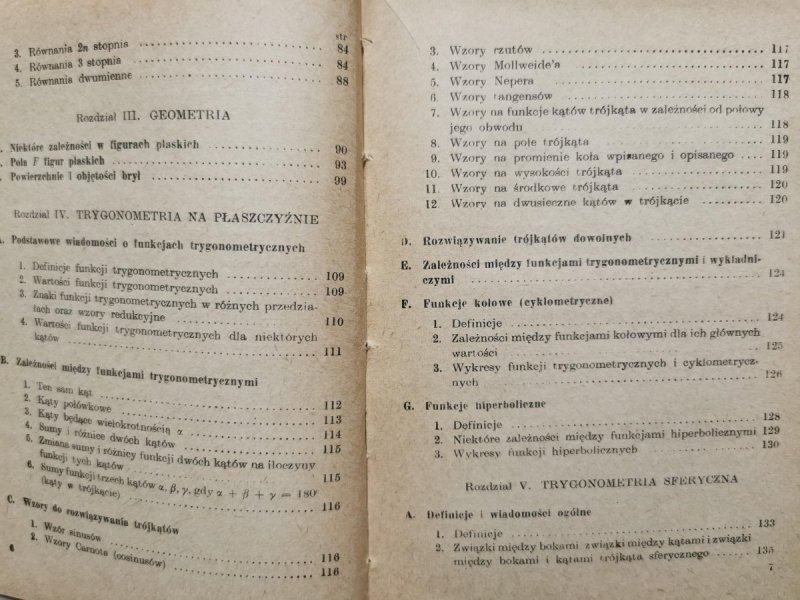 str
3. Równania 2n stopnia 84
4. Równania 3 stopnia 84
5. Równania dwumienne 88
Rozdział III. GEOMETRIA
. Niektóre zależności w figurach płaskich 90
. Pola F figur płaskich 93
. Powierzchnie i objętości brył 99
Rozdział IV. TRYGONOMETRIA NA PŁASZCZYŹNIE
A. Podstawowe wiadomości o funkcjach trygonometrycznych
1. Definicje funkcji trygonometrycznych 109
2. Wartości funkcji trygonometrycznych 109
3. Znaki funkcji trygonometrycznych w różnych przedzia-
łach oraz wzory redukcyjne 110
4. Wartości funkcji trygonometrycznych dla niektórych
kątów 111
B. Zależności między funkcjami trygonometrycznymi
1. Ten sam kąt 112
2. Kąty połówkowe 113
3. Kąty będące wielokrotnością α 114
4. Sumy i różnice dwóch kątów 115
5. Zmiana sumy i różnicy funkcji dwóch kątów na iloczyny
funkcji tych kątów 115
6. Sumy funkcji trzech kątów α, β, γ, gdy α + β + γ = 180°
(kąty w trójkącie) 116
C. Wzory do rozwiązywania trójkątów
1. Wzór sinusów 116
2. Wzory Carnota (cosinusów) 116
6
3. Wzory rzutów 117
4. Wzory Mollweide'a 117
5. Wzory Nepera 117
6. Wzory tangensów 118
7. Wzory na funkcje kątów trójkąta w zależności od połowy
jego obwodu 118
8. Wzory na pole trójkąta 119
9. Wzory na promienie koła wpisanego i opisanego 119
10. Wzory na wysokości trójkąta 119
11. Wzory na środkowe trójkąta 120
12. Wzory na dwusieczne kątów w trójkącie 120
D. Rozwiązywanie trójkątów dowolnych 121
E. Zależności między funkcjami trygonometrycznymi i wykładni-
czymi 124
F. Funkcje kołowe (cyklometryczne)
1. Definicje 124
2. Zależności między funkcjami kołowymi dla ich głównych
wartości 125
3. Wykresy funkcji trygonometrycznych i cyklometrycz-
nych 126
G. Funkcje hiperboliczne
1. Definicje 128
2. Niektóre zależności między funkcjami hiperbolicznymi 129
3. Wykresy funkcji hiperbolicznych 130
Rozdział V. TRYGONOMETRIA SFERYCZNA
A. Definicje i wiadomości ogólne
1. Definicje 133
2. Związki między bokami związki między kątami i związki
między bokami i kątami trójkąta sferycznego 135
7